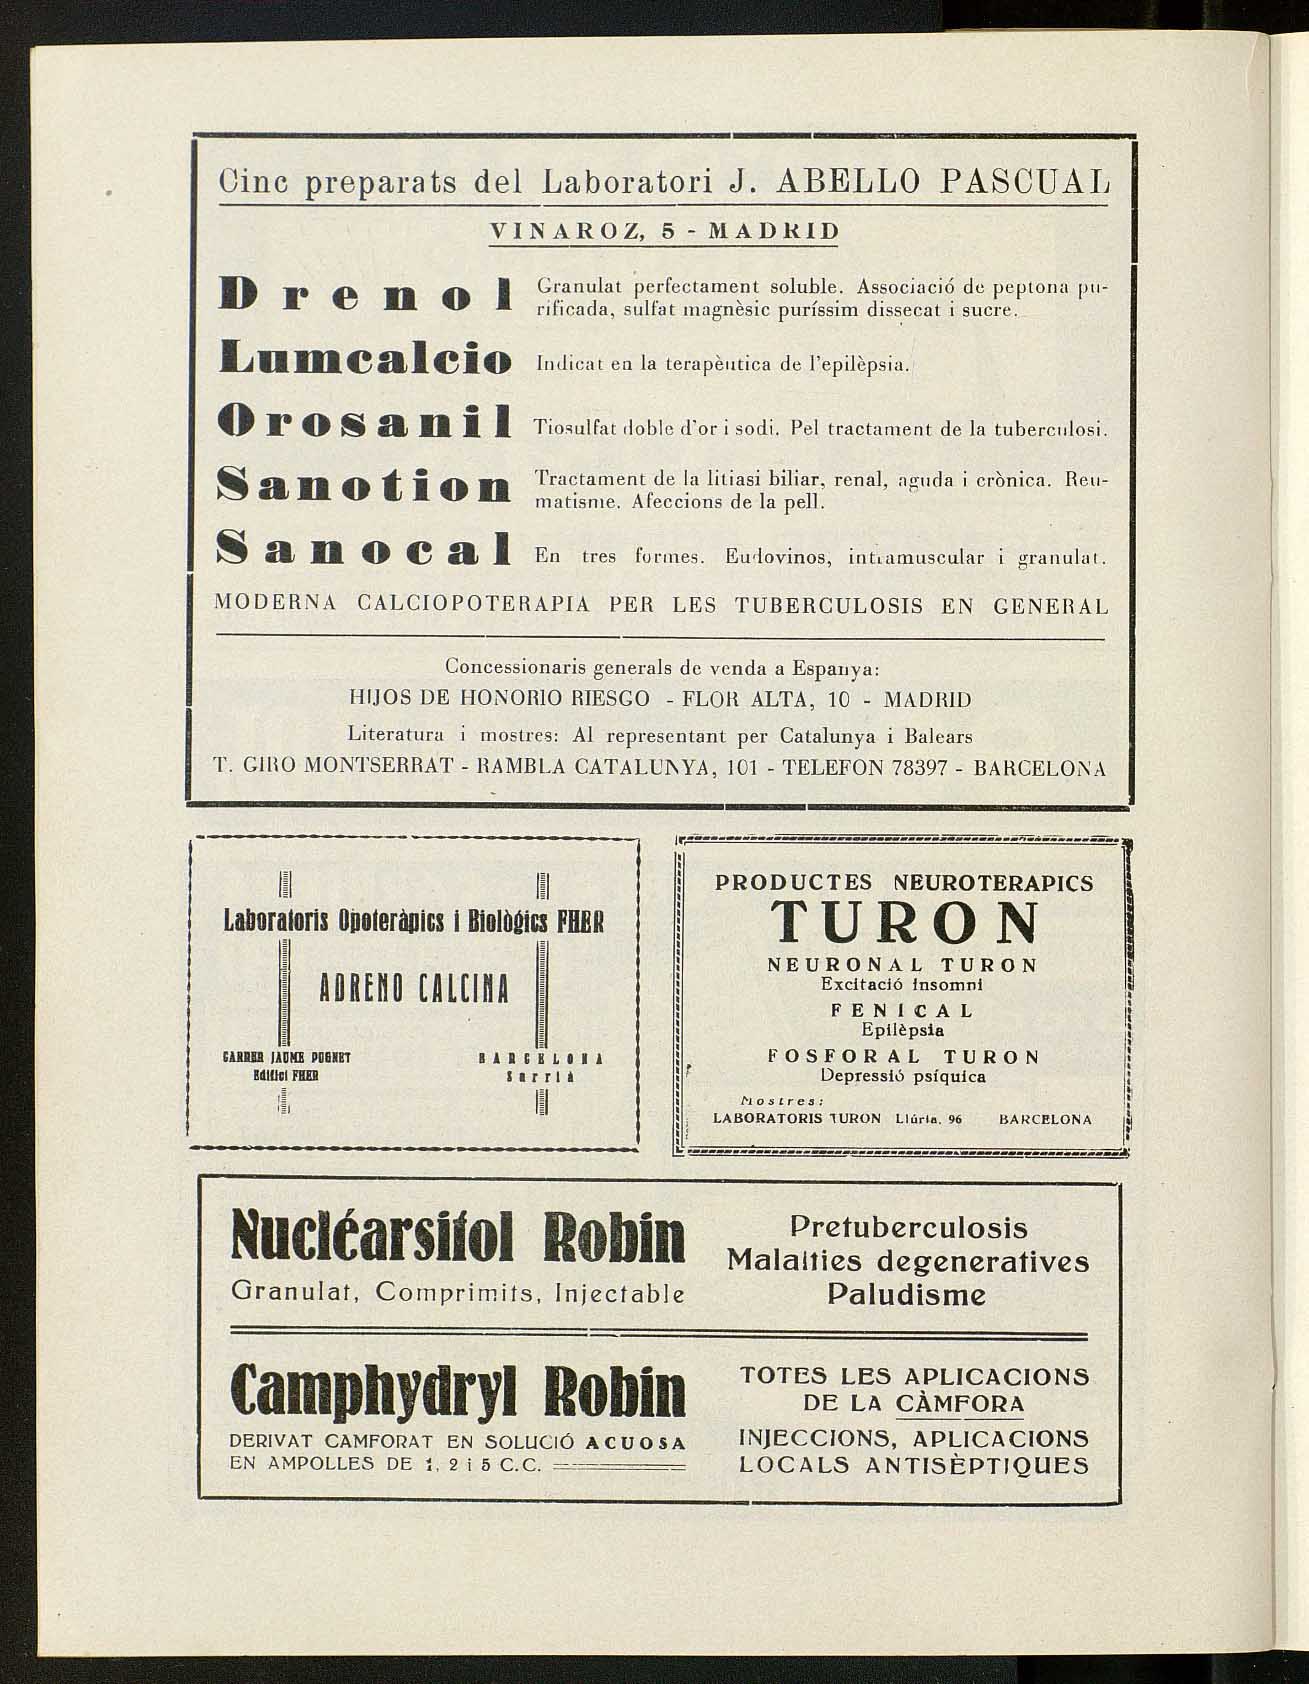 Cinc preparats del Laboratori J. ABELLO PASCUAL
VINAROZ, 5 - MADRID
Drenol
Granulat perfectament soluble. Associació de peptona pu-
rificada, sulfat magnèsic puríssim dissecat i sucre.
Lumcalcio
Indicat en la terapèutica de l'epilèpsia.
Orosanil
Tiosulfat doble d'or i sodi. Pel tractament de la tuberculosi.
Sanotion
Tractament de la litiasi biliar, renal, aguda i crònica. Reu-
matisme. Afeccions de la pell.
Sanocal
En tres formes. Eudovinos, intramuscular i granulat.
MODERNA CALCIOPOTERAPIA PER LES TUBERCULOSIS EN GENERAL
Concessionaris generals de venda a Espanya:
HIJOS DE HONORIO RIESGO - FLOR ALTA, 10 - MADRID
Literatura i mostres: Al representant per Catalunya i Balears
T. GIRO MONTSERRAT - RAMBLA CATALUNYA, 101 - TELEFON 78397 - BARCELONA
Laboratoris Opoteràpics i Biològics FHER
ADRENO CALCINA
CARRER JAUME PUGNET
Edifici FHER
BARCELONA
Sarrià
PRODUCTES NEUROTERAPICS
TURON
NEURONAL TURON
Excitació Insomni
FENICAL
Epilèpsia
FOSFORAL TURON
Depressió psíquica
Mostres:
LABORATORIS TURON Llúria, 96 BARCELONA
Nucléarsitol Robin
Granulat, Comprimits, Injectable
Pretuberculosis
Malalties degeneratives
Paludisme
Camphydryl Robin
DERIVAT CAMFORAT EN SOLUCIÓ ACUOSA
EN AMPOLLES DE 1, 2 i 5 C.C.
TOTES LES APLICACIONS
DE LA CÀMFORA
INJECCIONS, APLICACIONS
LOCALS ANTISÈPTIQUES